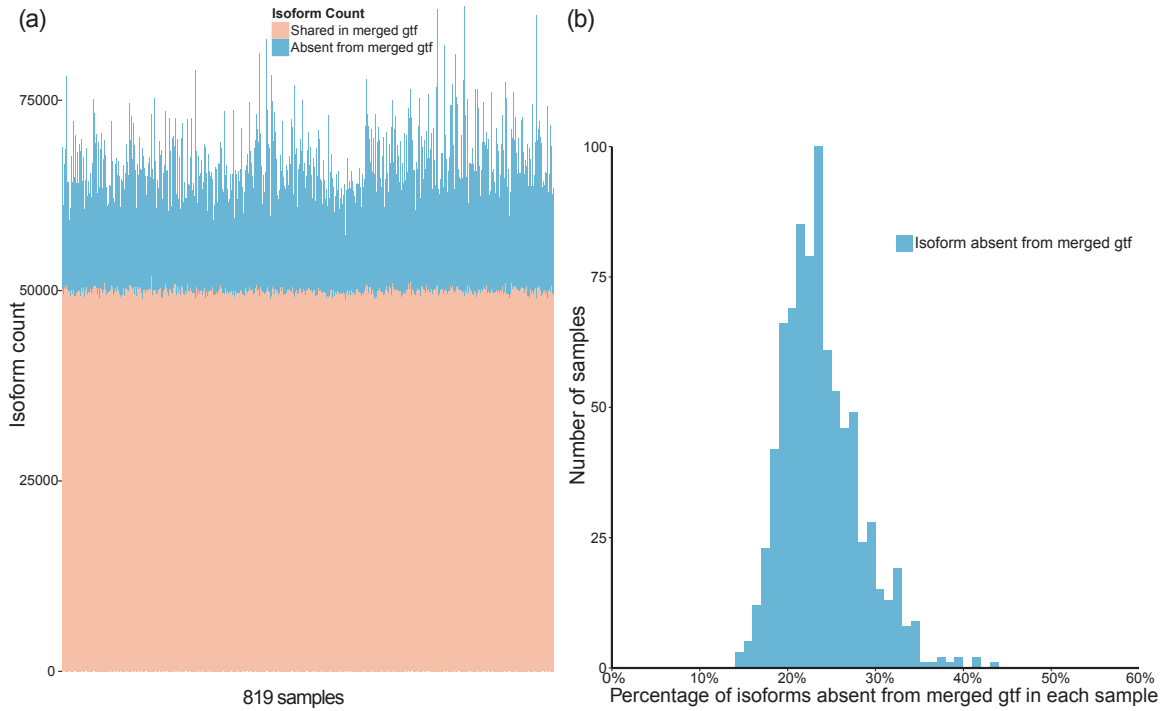 (a)
Isoform Count
Shared in merged gtf
Absent from merged gtf
75000
50000
25000
0
Isoform count
819 samples
(b)
100
75
50
25
0
Number of samples
Isoform absent from merged gtf
0%
10%
20%
30%
40%
50%
60%
Percentage of isoforms absent from merged gtf in each sample